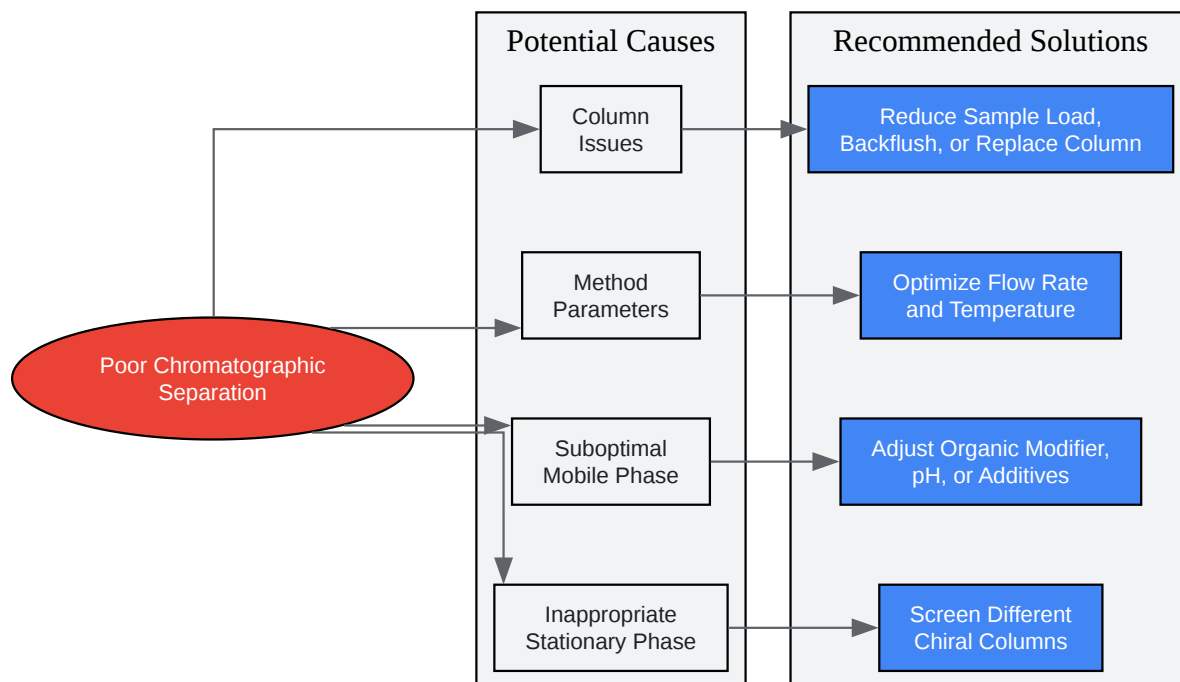 Potential Causes
Recommended Solutions
Column
Issues
Reduce Sample Load,
Backflush, or Replace Column
Method
Parameters
Optimize Flow Rate
and Temperature
Poor Chromatographic
Separation
Suboptimal
Mobile Phase
Adjust Organic Modifier,
pH, or Additives
Inappropriate
Stationary Phase
Screen Different
Chiral Columns